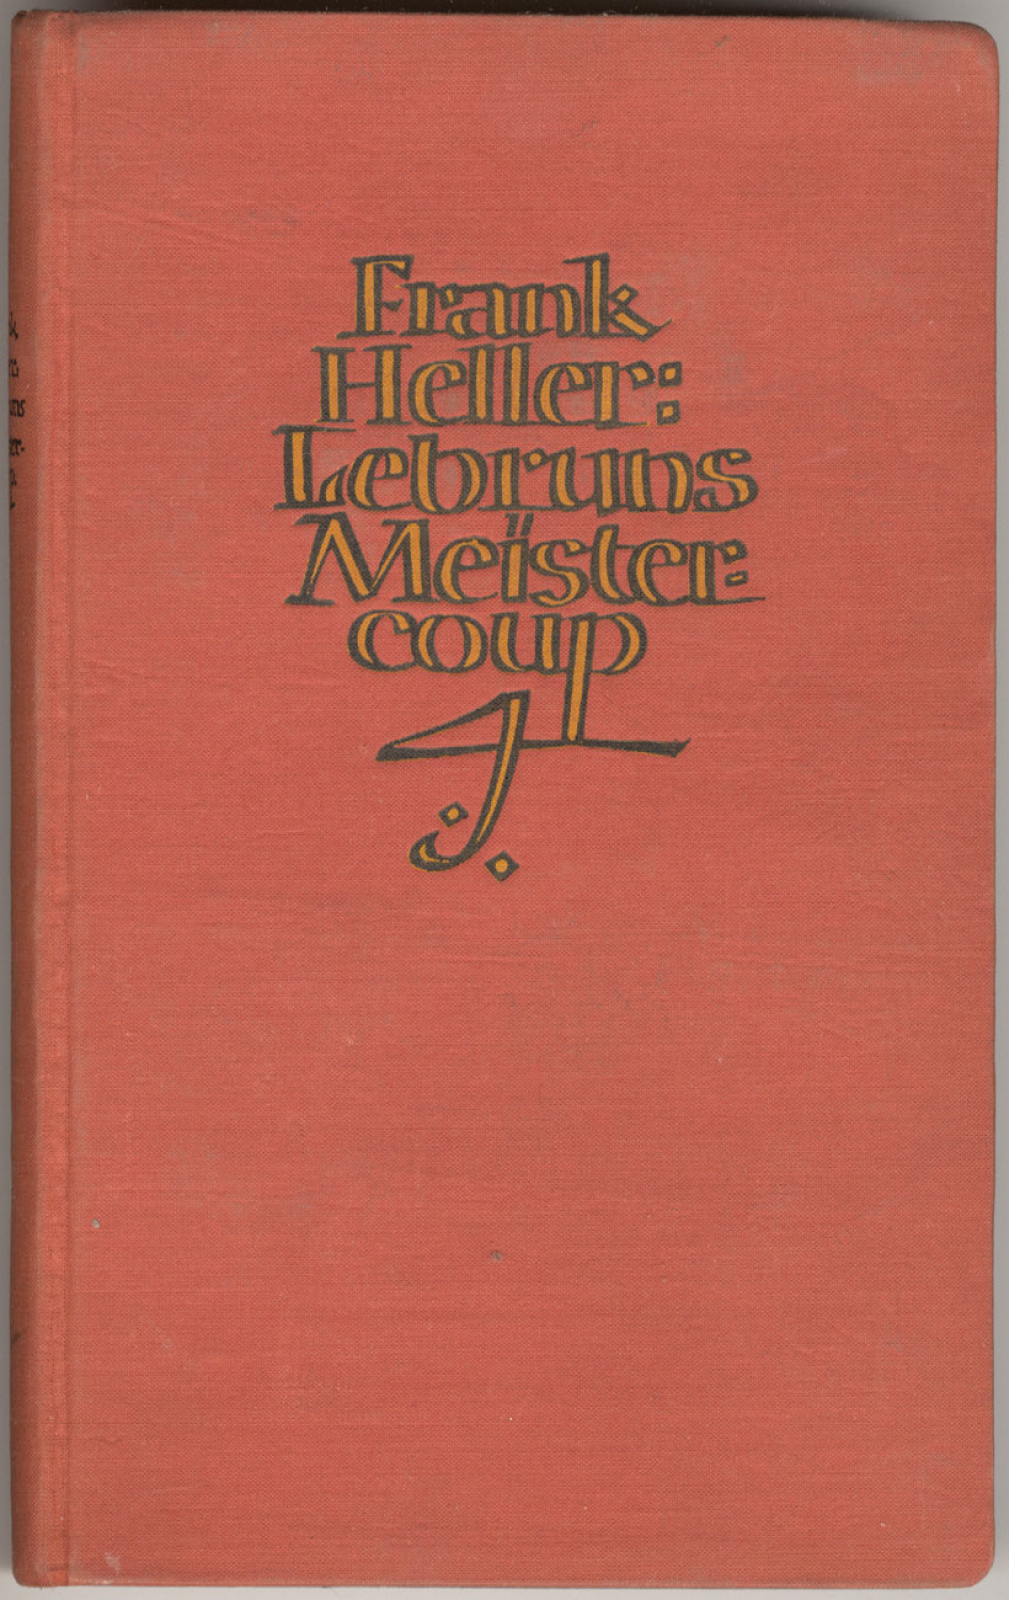 Frank
Heller:
Lebruns
Meister:
coup